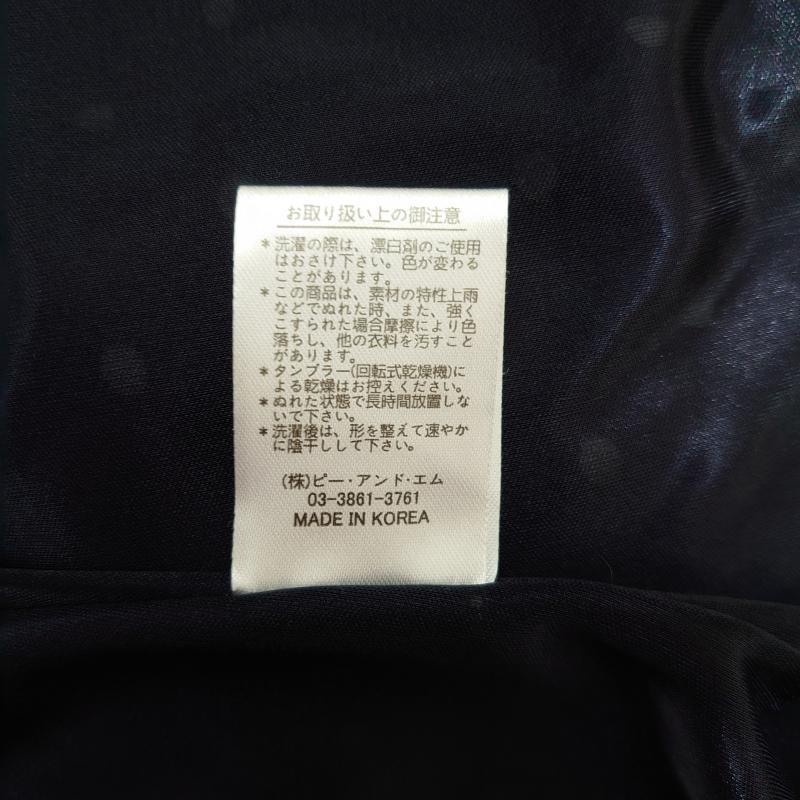 お取り扱い上の御注意
＊洗濯の際は、漂白剤のご使用
はおさけ下さい。色が変わる
ことがあります。
＊この商品は、素材の特性上雨
などでぬれた時、また、強く
こすられた場合摩擦により色
落ちし、他の衣料を汚すこと
があります。
＊タンブラー(回転式乾燥機)に
よる乾燥はお控えください。
＊ぬれた状態で長時間放置しな
いで下さい。
＊洗濯後は、形を整えて速やか
に陰干しして下さい。
(株)ピー・アンド・エム
03-3861-3761
MADE IN KOREA